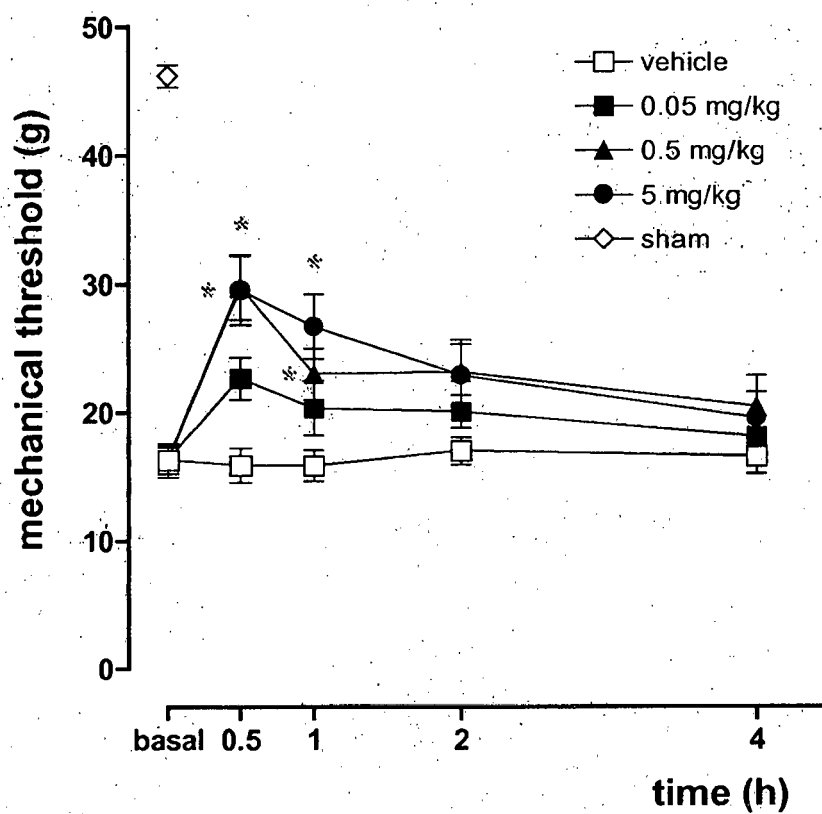 mechanical threshold (g)
50
40
30
20
10
0
vehicle
0.05 mg/kg
0.5 mg/kg
5 mg/kg
sham
*
*
*
*
basal 0.5 1 2 4
time (h)